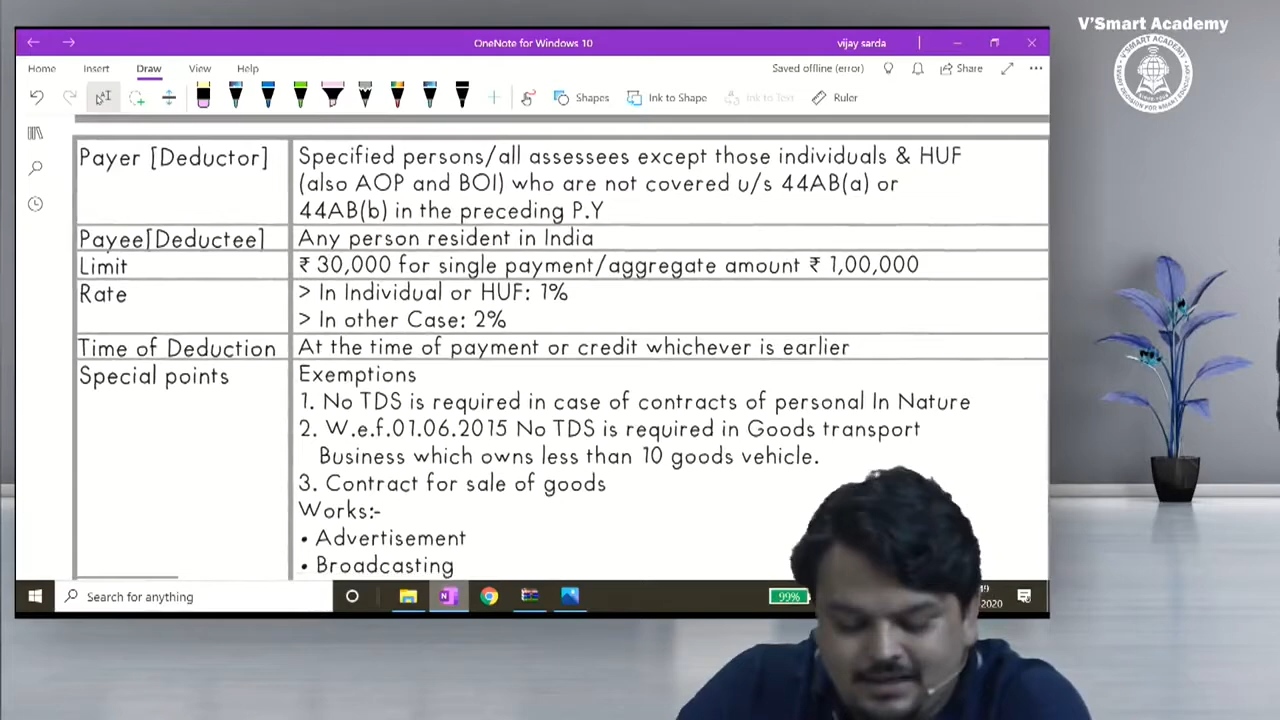 V'Smart Academy
OneNote for Windows 10
vijay sarda
Home
Insert
Draw
View
Help
Saved offline (error)
Share
Shapes
Ink to Shape
Ink to Text
Ruler
Payer [Deductor]
Specified persons/all assessees except those individuals & HUF
(also AOP and BOI) who are not covered u/s 44AB(a) or
44AB(b) in the preceding P.Y
Payee[Deductee]
Any person resident in India
Limit
₹ 30,000 for single payment/aggregate amount ₹ 1,00,000
Rate
> In Individual or HUF: 1%
> In other Case: 2%
Time of Deduction
At the time of payment or credit whichever is earlier
Special points
Exemptions
1. No TDS is required in case of contracts of personal In Nature
2. W.e.f.01.06.2015 No TDS is required in Goods transport
Business which owns less than 10 goods vehicle.
3. Contract for sale of goods
Works:-
• Advertisement
• Broadcasting
Search for anything
99%
2020